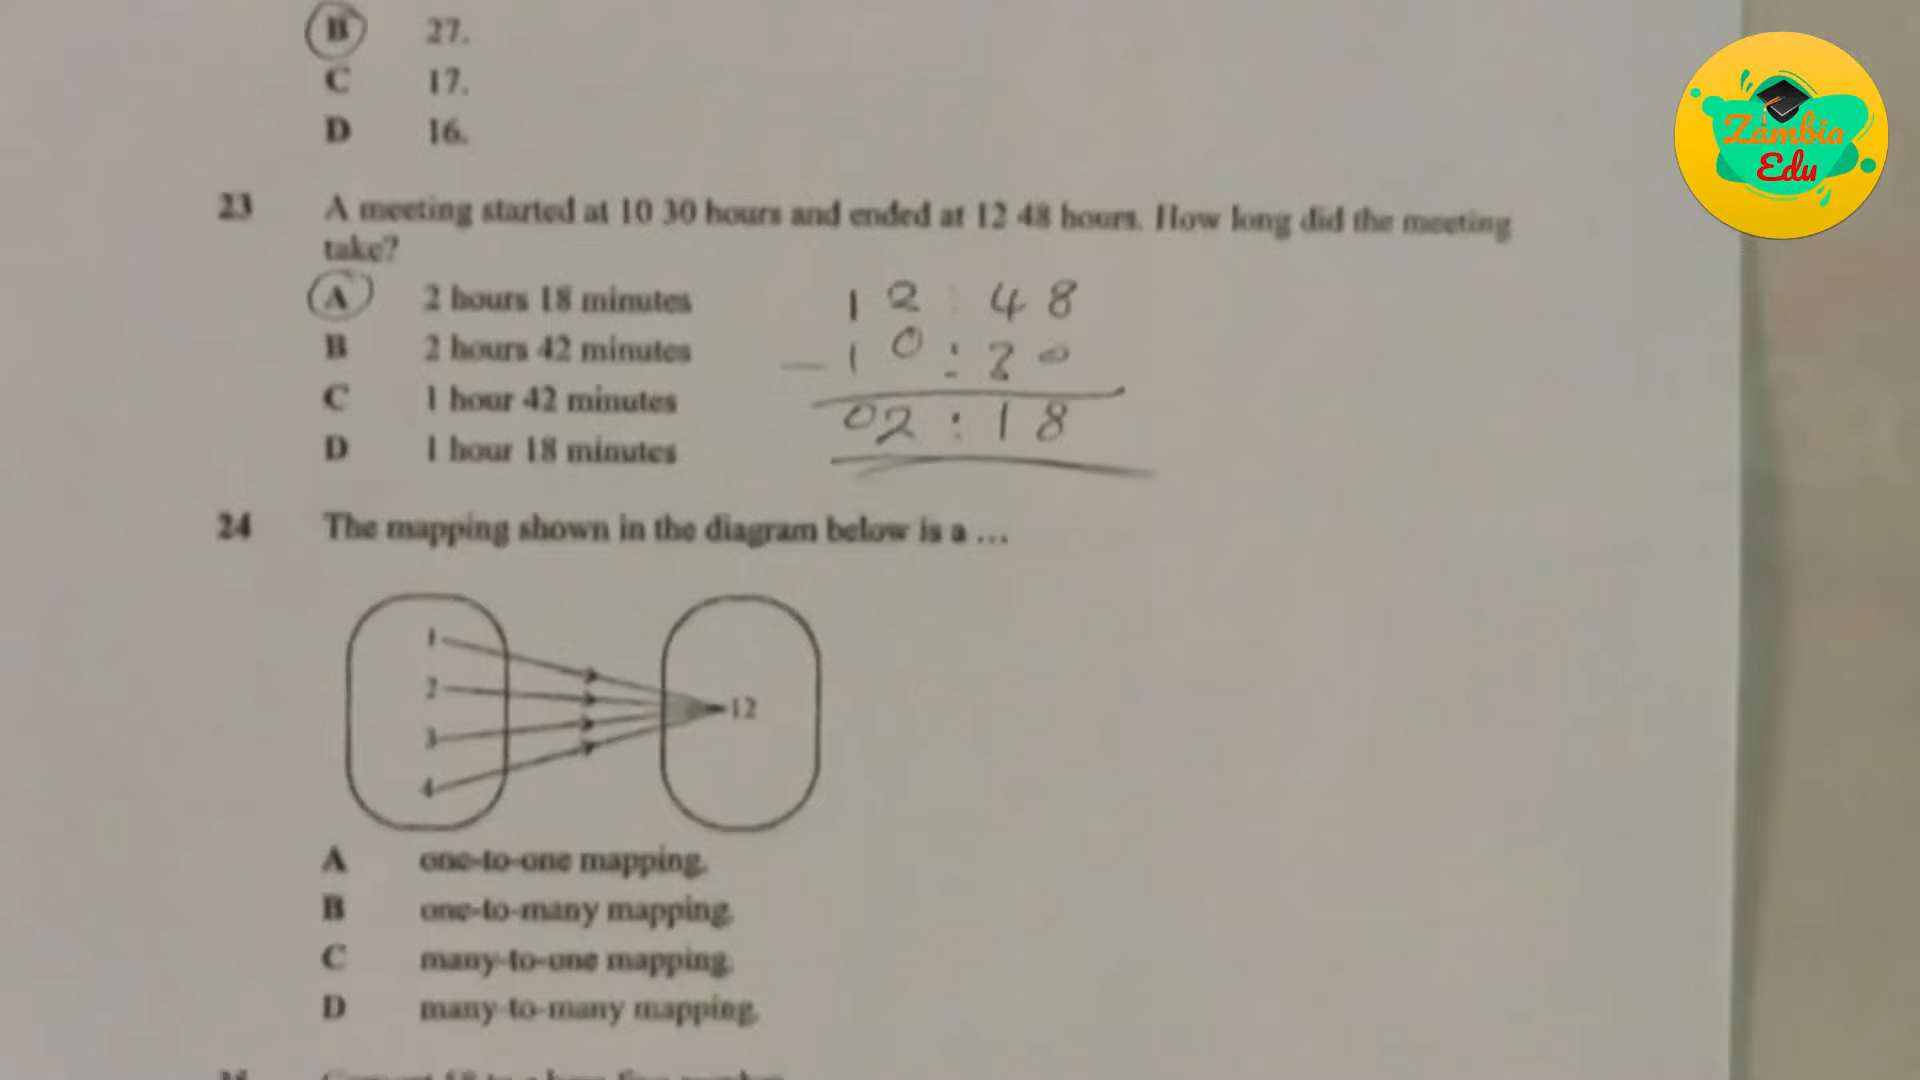 B 27.
C 17.
D 16.
Zambia
Edu
23 A meeting started at 10 30 hours and ended at 12 48 hours. How long did the meeting
take?
A 2 hours 18 minutes
B 2 hours 42 minutes
C 1 hour 42 minutes
D 1 hour 18 minutes
12:48
- 10:30
02:18
24 The mapping shown in the diagram below is a ...
1
2
3
4
12
A one-to-one mapping.
B one-to-many mapping.
C many-to-one mapping.
D many-to-many mapping.